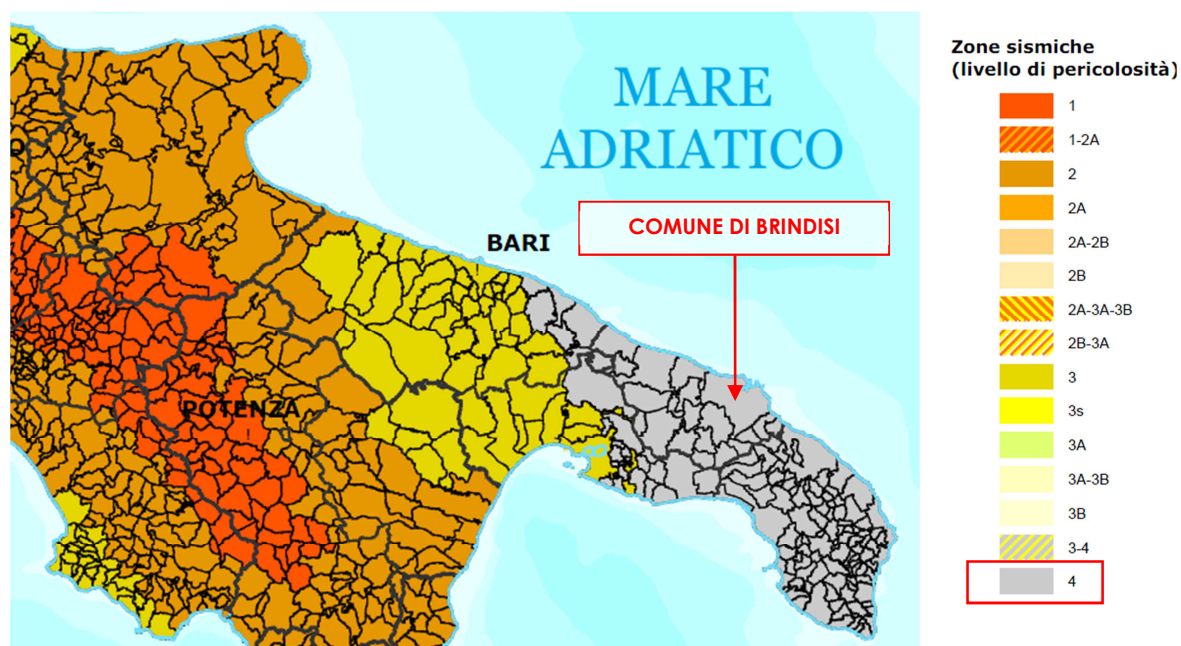 MARE
ADRIATICO
COMUNE DI BRINDISI
BARI
POTENZA
Zone sismiche
(livello di pericolosità)
1
1-2A
2
2A
2A-2B
2B
2A-3A-3B
2B-3A
3
3s
3A
3A-3B
3B
3-4
4